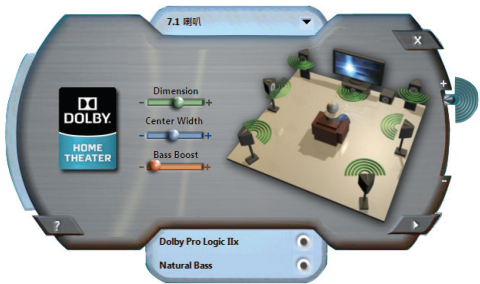 7.1 喇叭
X
DOLBY.
HOME
THEATER
Dimension
- +
Center Width
- +
Bass Boost
- +
+
-
?
Dolby Pro Logic IIx
Natural Bass